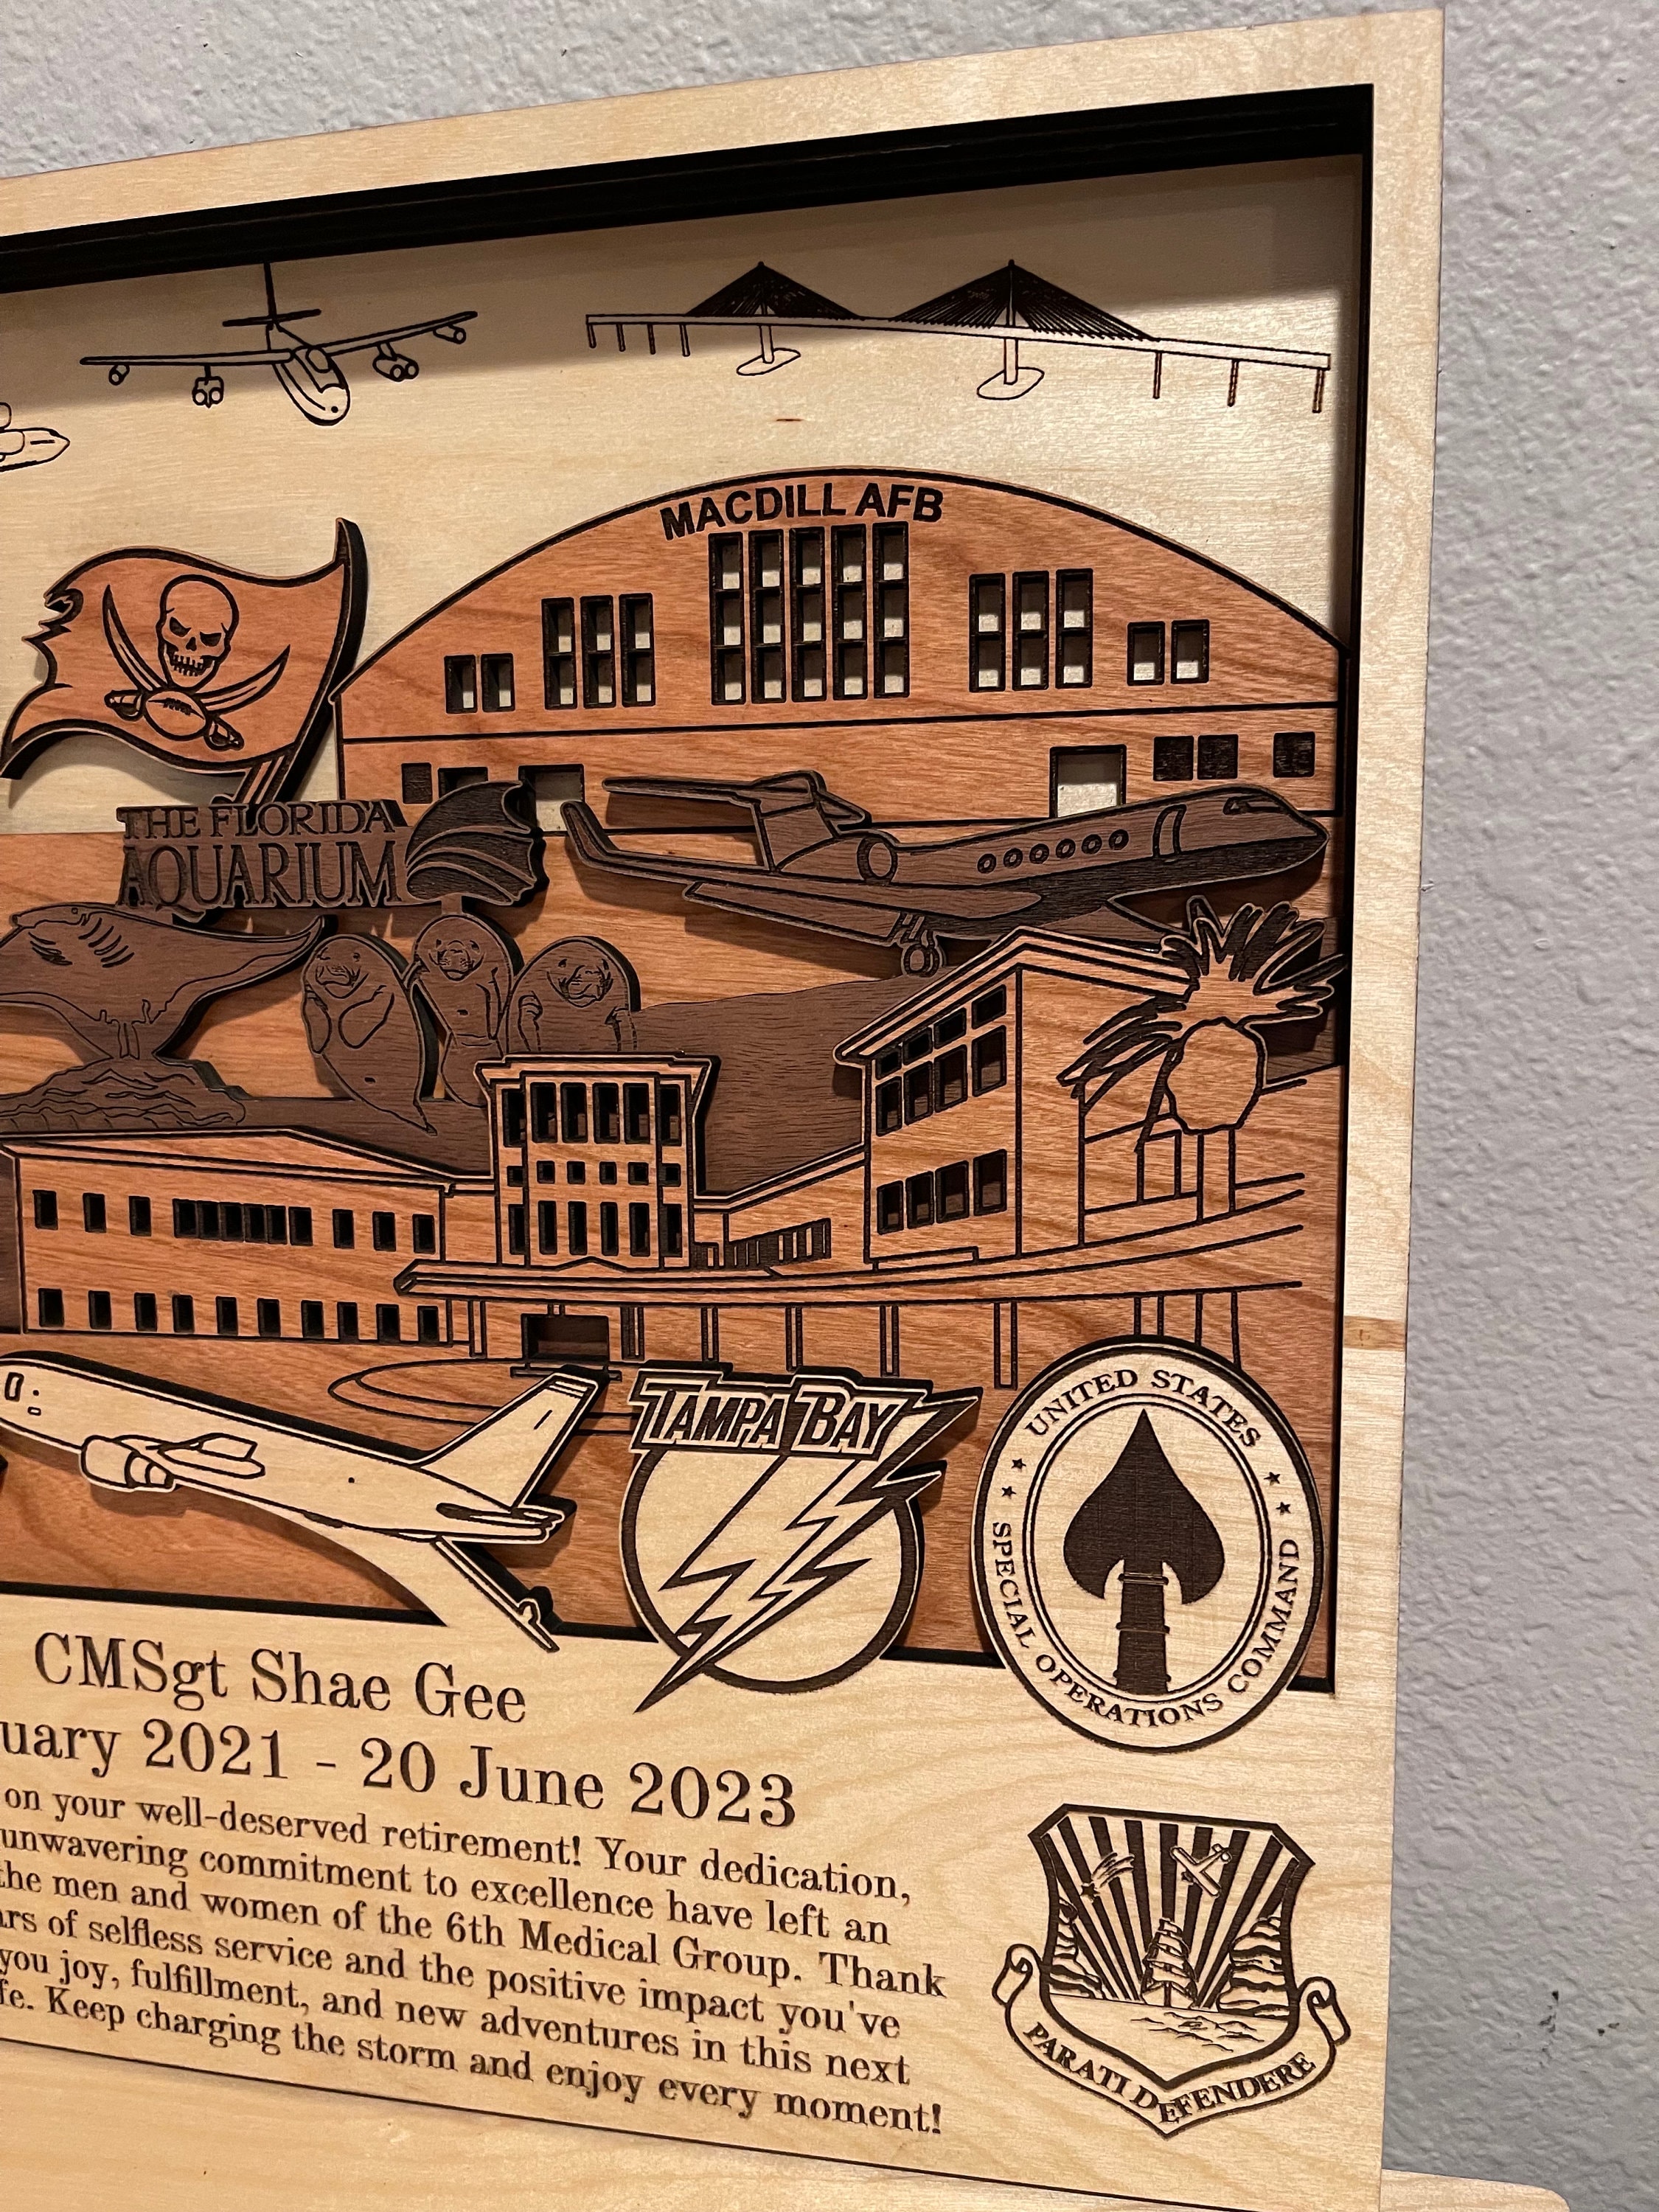 MACDILL AFB
THE FLORIDA
AQUARIUM
TAMPA BAY
UNITED STATES
SPECIAL OPERATIONS COMMAND
CMSgt Shae Gee
2021 - 20 June 2023
on your well-deserved retirement! Your dedication,
unwavering commitment to excellence have left an
the men and women of the 6th Medical Group. Thank
of selfless service and the positive impact you've
you joy, fulfillment, and new adventures in this next
Keep charging the storm and enjoy every moment!
PARATI DEFENDERE